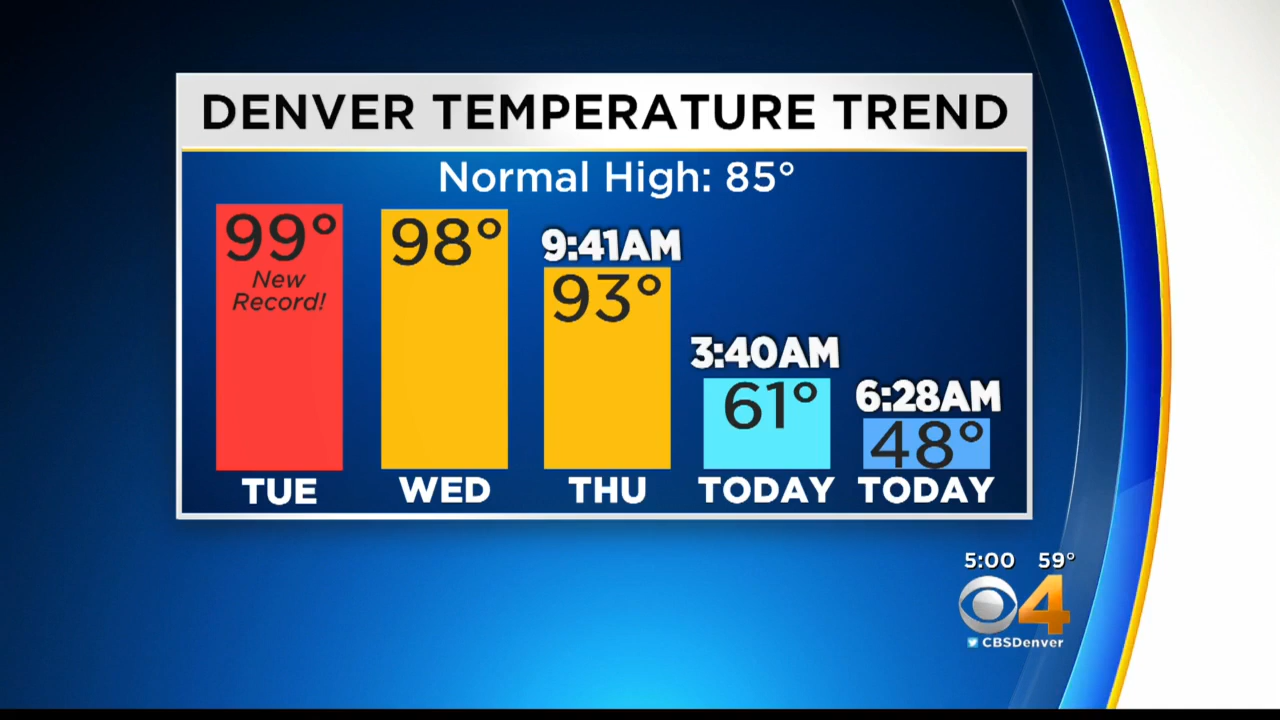 DENVER TEMPERATURE TREND
Normal High: 85°
99°
New
Record!
TUE
98°
WED
9:41AM
93°
THU
3:40AM
61°
TODAY
6:28AM
48°
TODAY
5:00 59°
4
CBSDenver